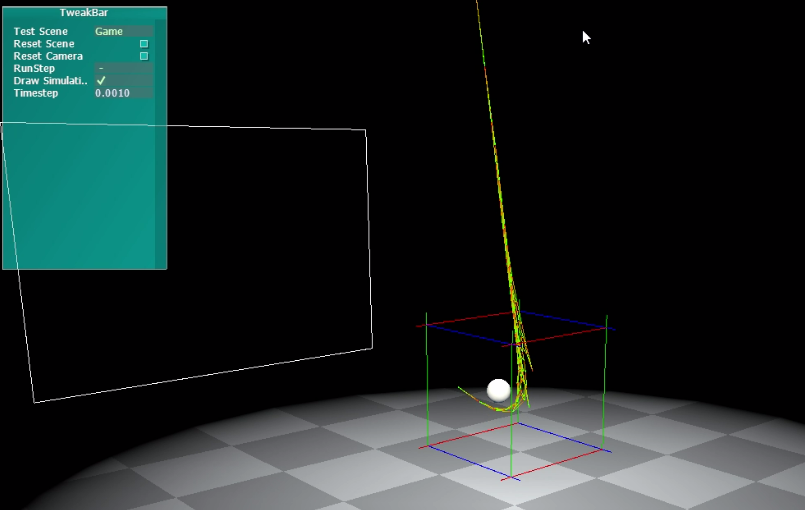 TweakBar
Test Scene Game
Reset Scene
Reset Camera
RunStep -
Draw Simulati..
Timestep 0.0010